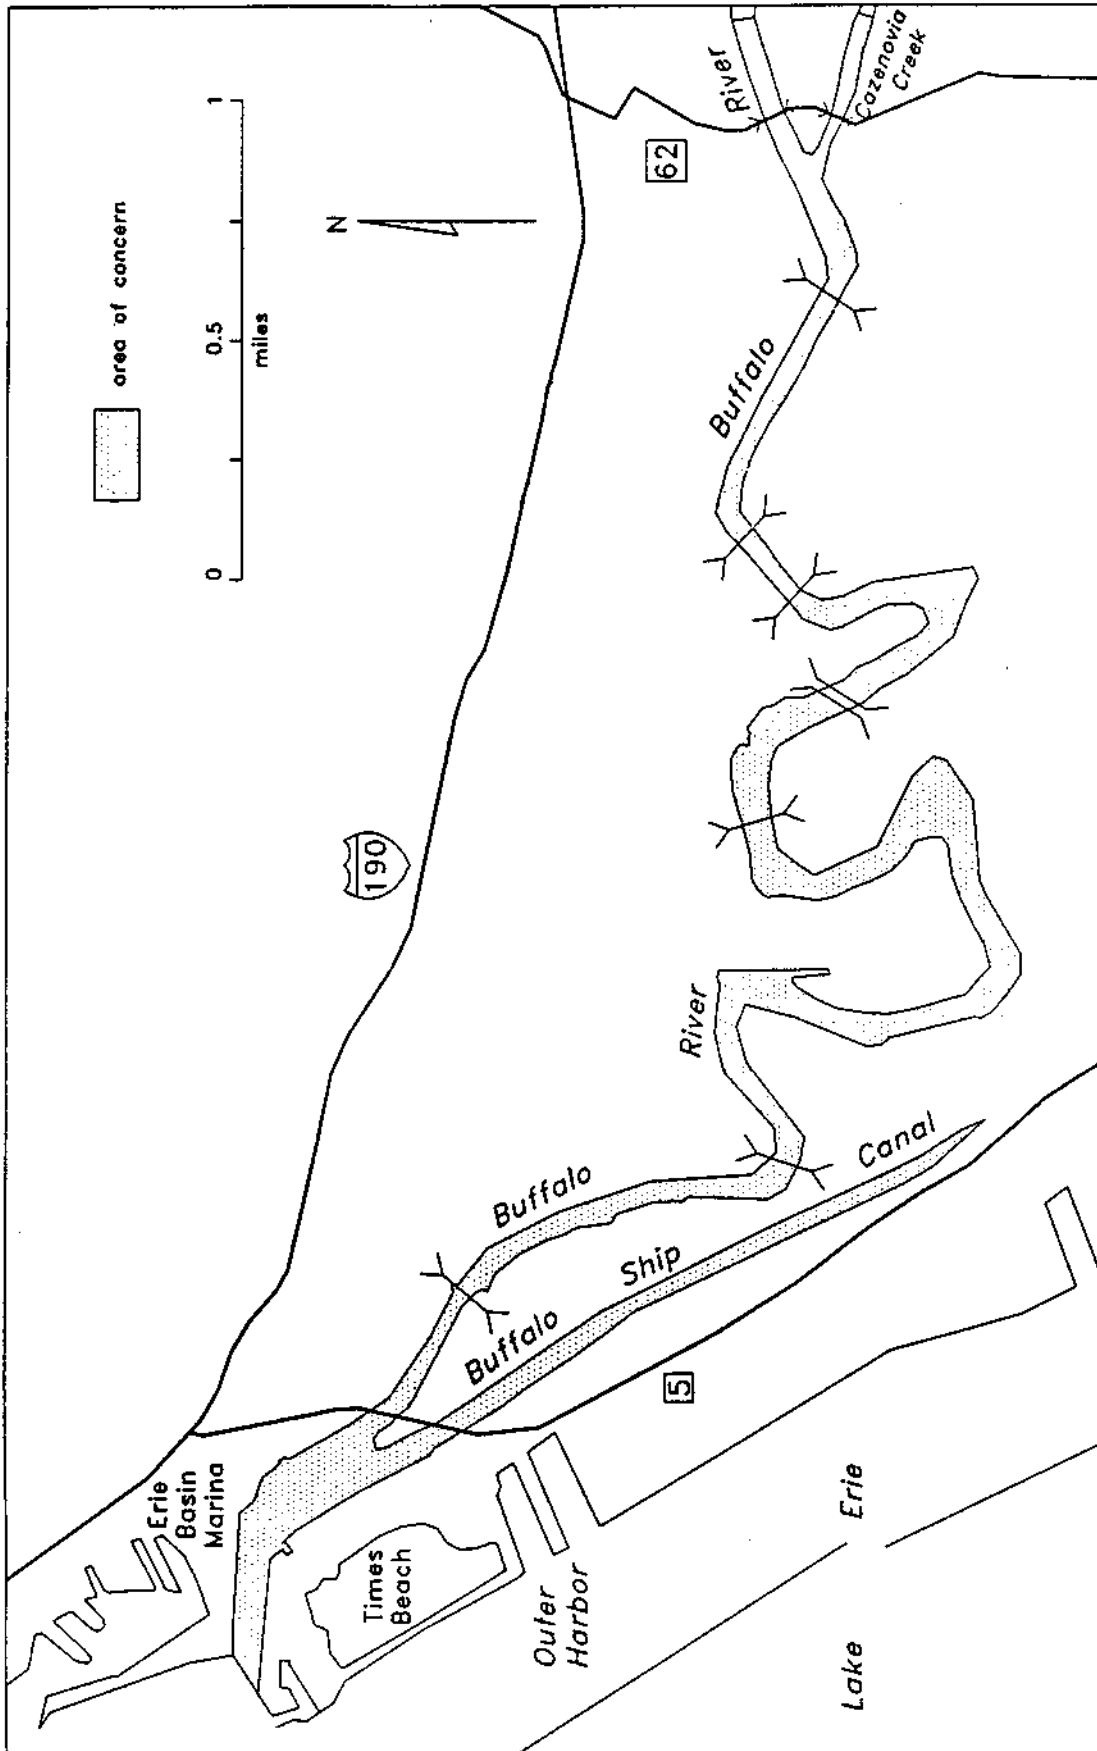 area of concern
0
0.5
1
miles
N
190
62
River
Cazenovia
Creek
Buffalo
River
Buffalo
Buffalo
Ship
Canal
5
Erie
Basin
Marina
Times
Beach
Outer
Harbor
Lake
Erie